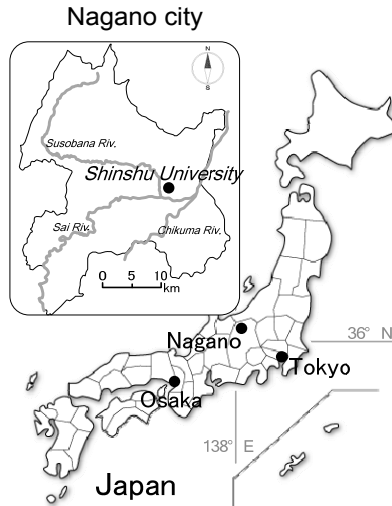 Nagano city
N
S
Susobana Riv.
Shinshu University
Sai Riv.
Chikuma Riv.
0 5 10
km
Nagano
36° N
Tokyo
Osaka
138° E
Japan